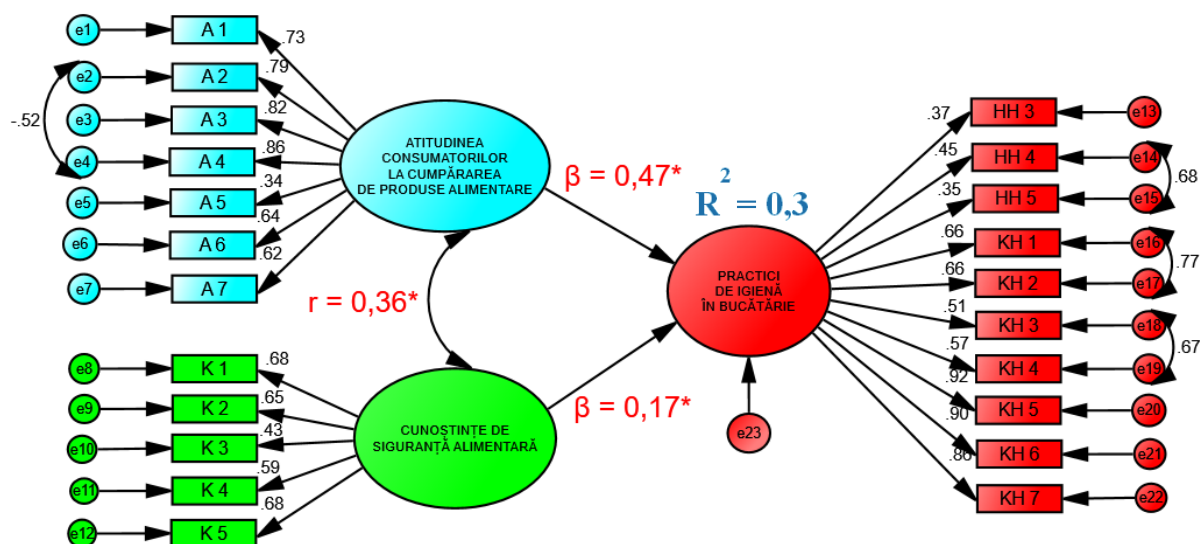 e1 A 1 .73
e2 A 2 .79
-.52
e3 A 3 .82
e4 A 4 .86
e5 A 5 .34
e6 A 6 .64
e7 A 7 .62
ATITUDINEA
CONSUMATORILOR
LA CUMPĂRAREA
DE PRODUSE ALIMENTARE
β = 0,47*
r = 0,36*
e8 K 1 .68
e9 K 2 .65
e10 K 3 .43
e11 K 4 .59
e12 K 5 .68
CUNOȘTINȚE DE
SIGURANȚĂ ALIMENTARĂ
β = 0,17*
R² = 0,3
PRACTICI
DE IGIENĂ
ÎN BUCĂTĂRIE
e23
.37 HH 3 e13
.45 HH 4 e14
.68
.35 HH 5 e15
.66 KH 1 e16
.77
.66 KH 2 e17
.51 KH 3 e18
.67
.57 KH 4 e19
.92 KH 5 e20
.90 KH 6 e21
.86 KH 7 e22